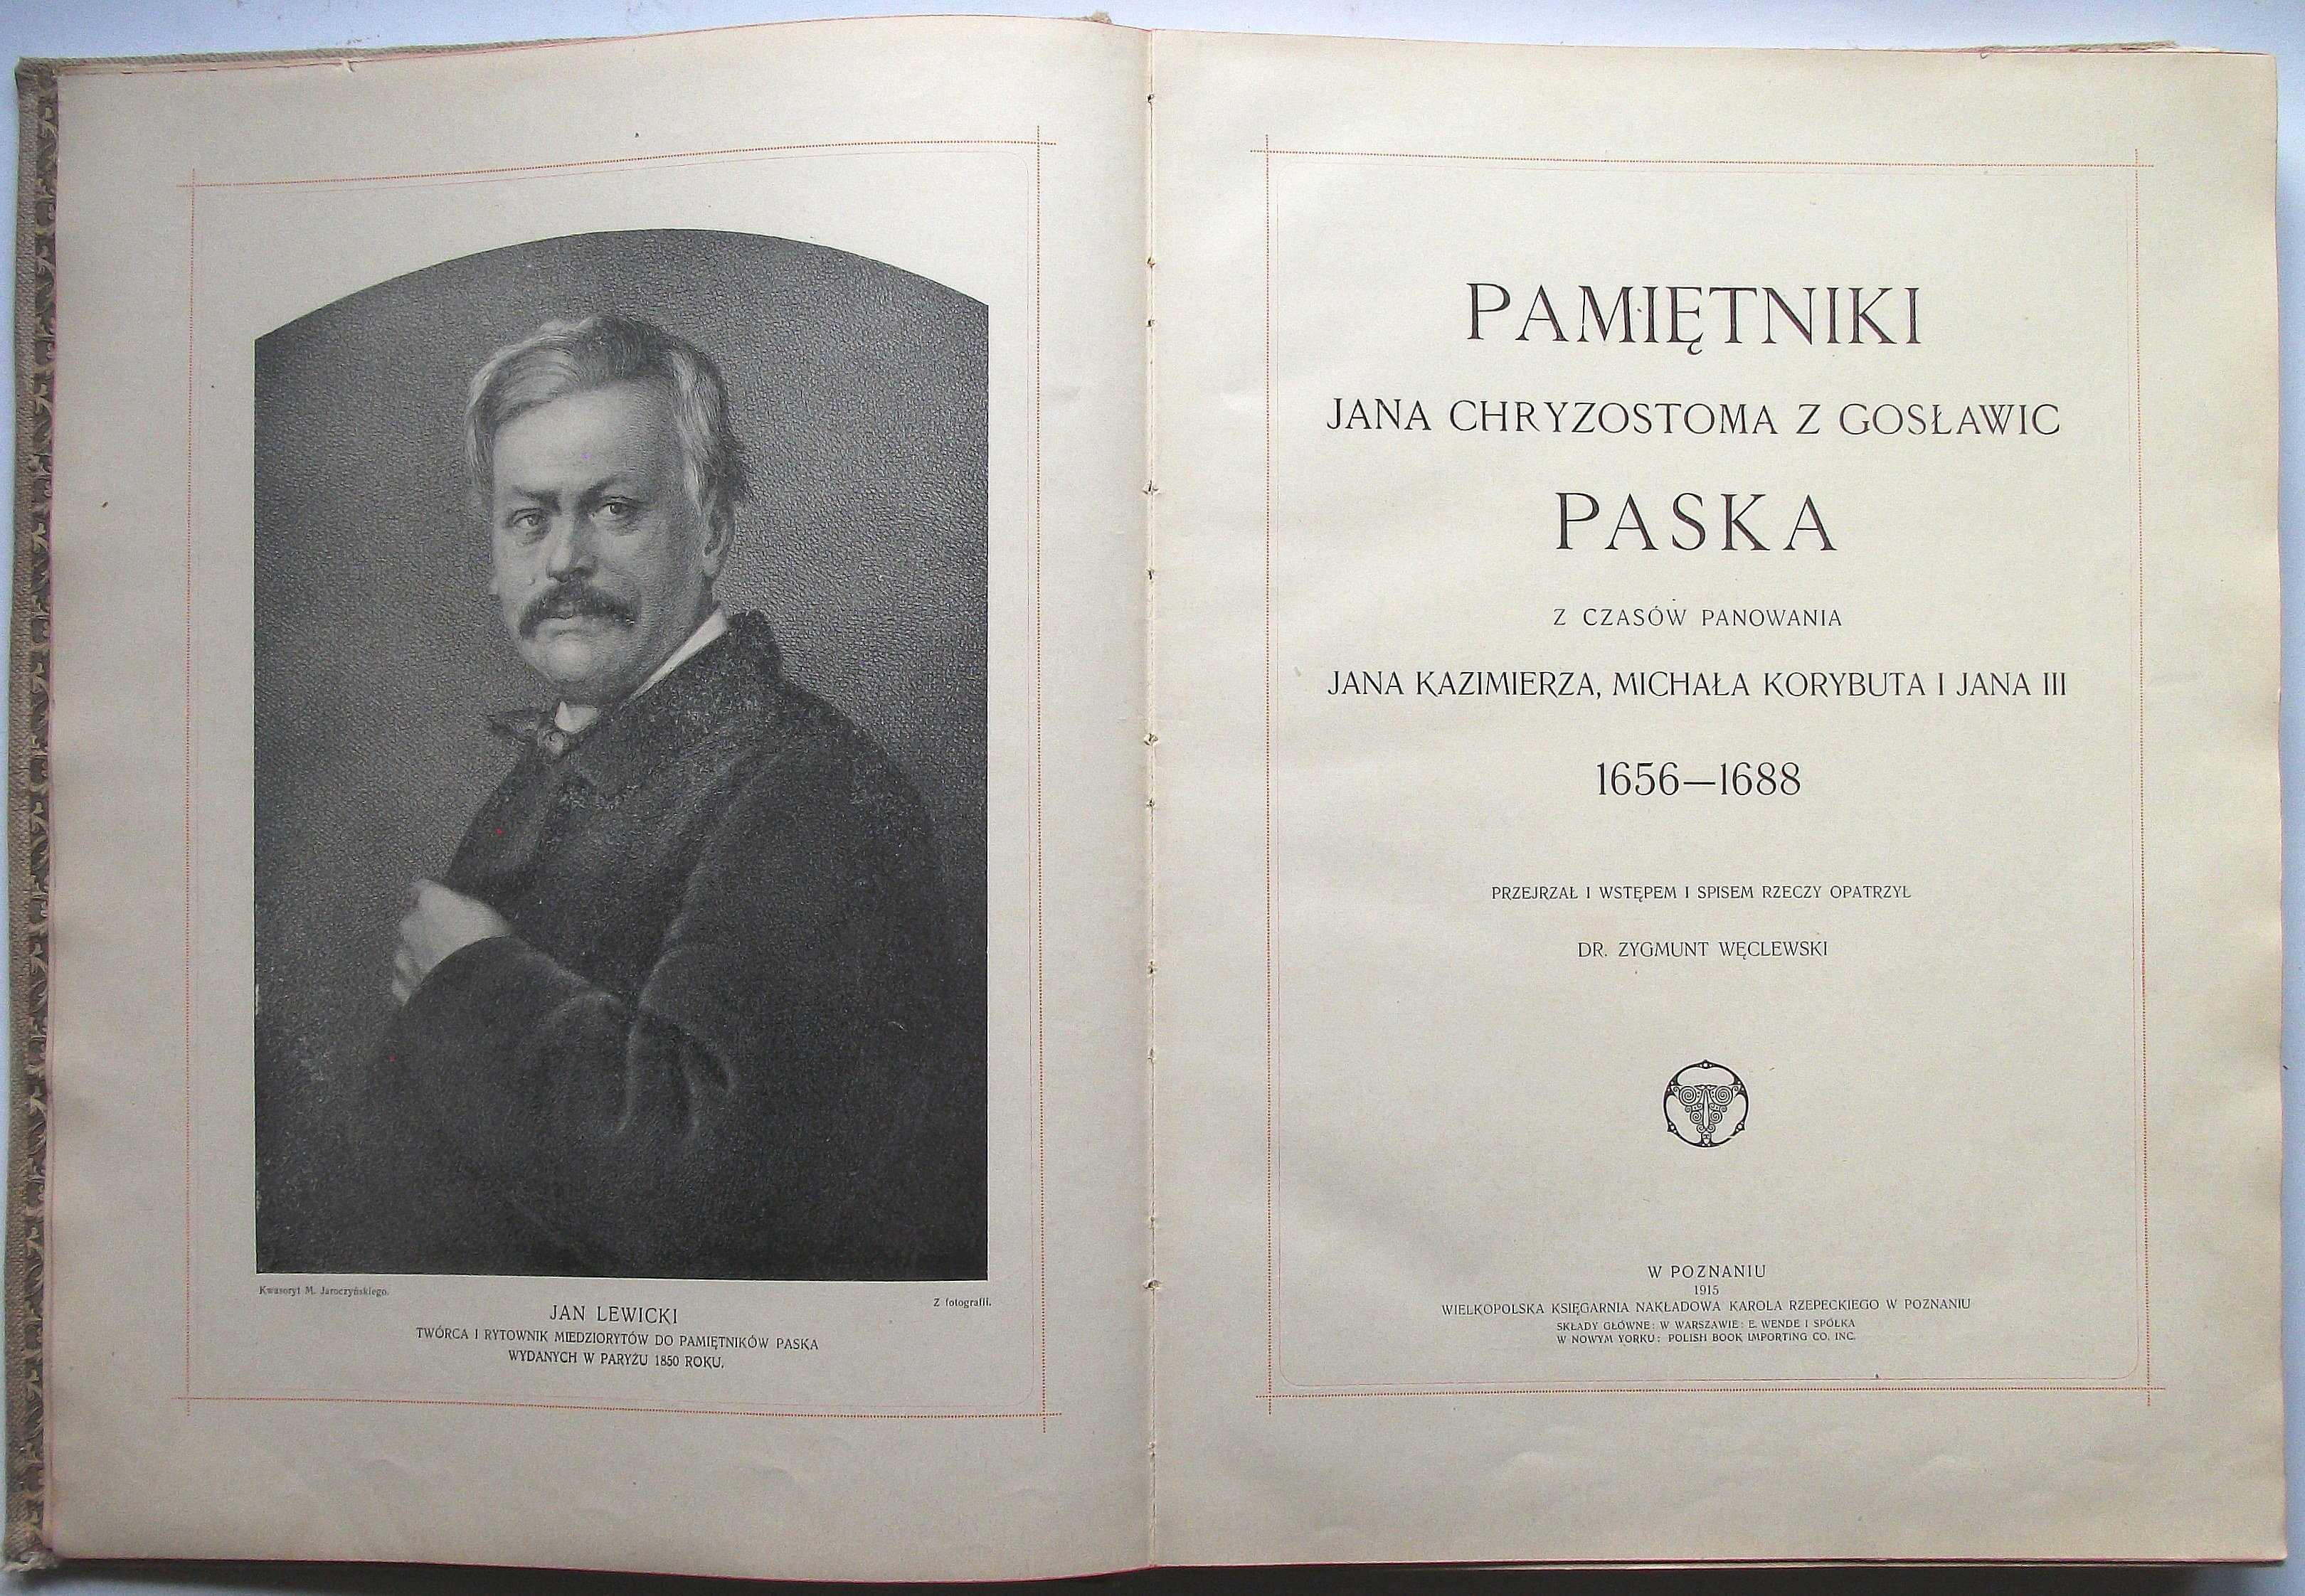 Kwasoryt M. Jaroczyńskiego.
Z fotografii.
JAN LEWICKI
TWÓRCA I RYTOWNIK MIEDZIORYTÓW DO PAMIĘTNIKÓW PASKA
WYDANYCH W PARYŻU 1850 ROKU.
PAMIĘTNIKI
JANA CHRYZOSTOMA Z GOSŁAWIC
PASKA
Z CZASÓW PANOWANIA
JANA KAZIMIERZA, MICHAŁA KORYBUTA I JANA III
1656—1688
PRZEJRZAŁ I WSTĘPEM I SPISEM RZECZY OPATRZYŁ
DR. ZYGMUNT WĘCLEWSKI
W POZNANIU
1915
WIELKOPOLSKA KSIĘGARNIA NAKŁADOWA KAROLA RZEPECKIEGO W POZNANIU
SKŁADY GŁÓWNE: W WARSZAWIE: E. WENDE I SPÓŁKA
W NOWYM YORKU: POLISH BOOK IMPORTING CO. INC.